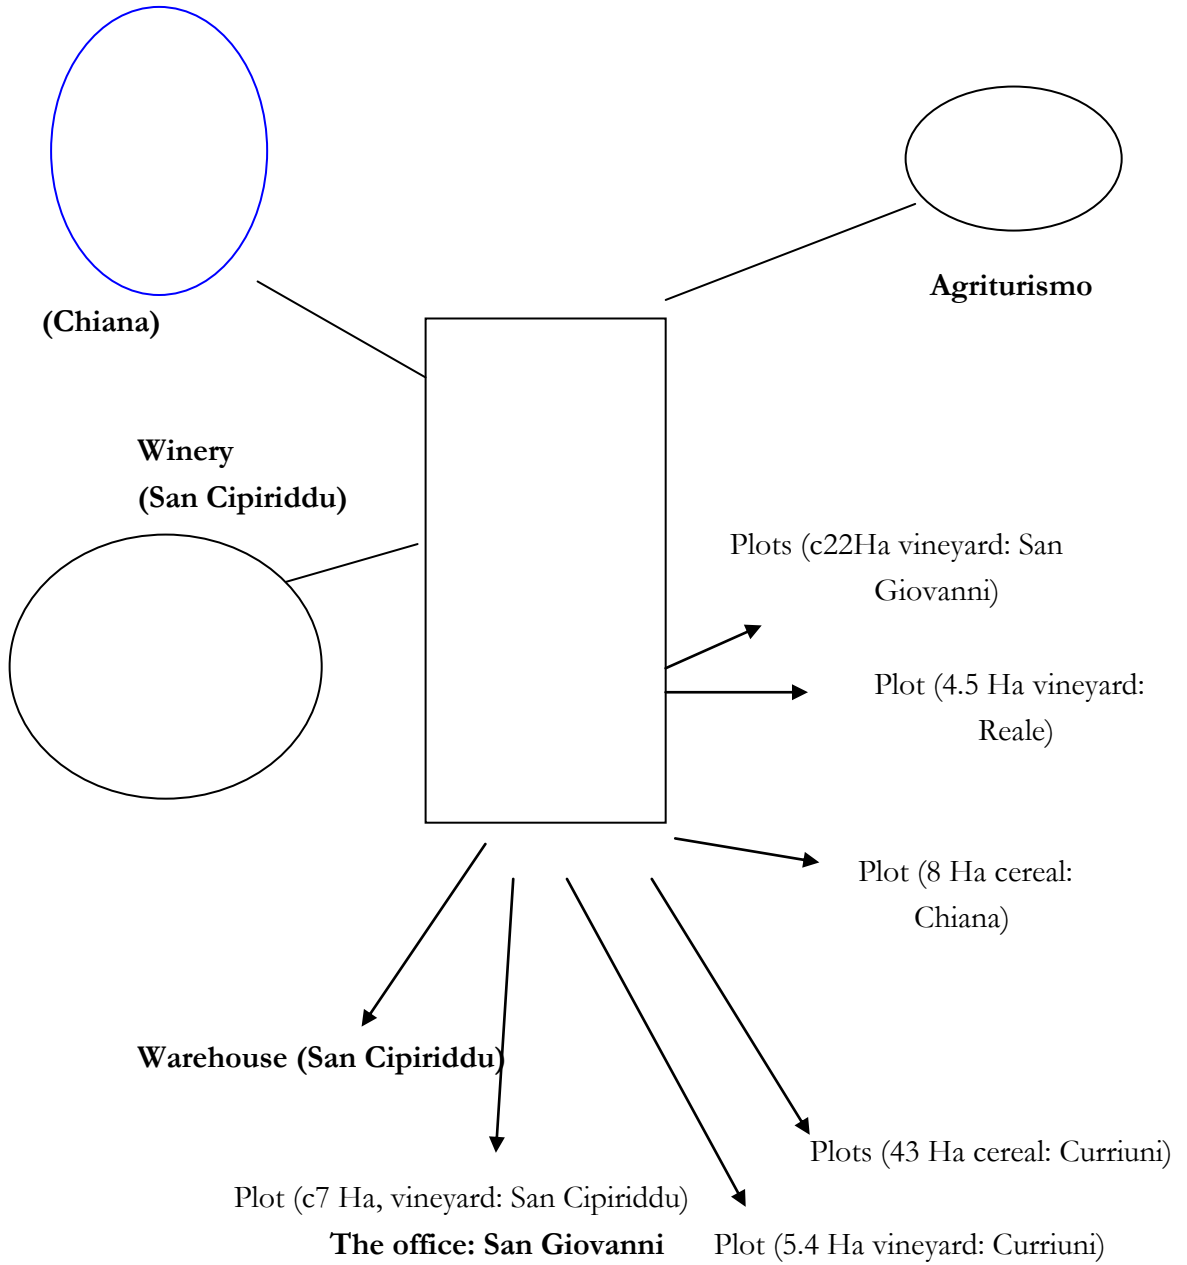 Agriturismo
(Chiana)
Winery
(San Cipiriddu)
Plots (c22Ha vineyard: San
Giovanni)
Plot (4.5 Ha vineyard:
Reale)
Plot (8 Ha cereal:
Chiana)
Warehouse (San Cipiriddu)
Plots (43 Ha cereal: Curriuni)
Plot (c7 Ha, vineyard: San Cipiriddu)
The office: San Giovanni
Plot (5.4 Ha vineyard: Curriuni)